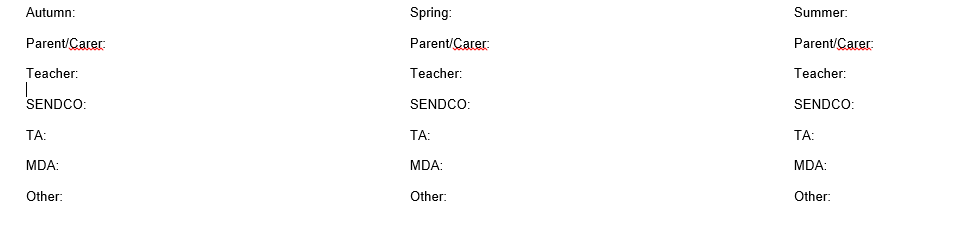 Autumn: Spring: Summer:
Parent/Carer: Parent/Carer: Parent/Carer:
Teacher: Teacher: Teacher:
SENDCO: SENDCO: SENDCO:
TA: TA: TA:
MDA: MDA: MDA:
Other: Other: Other: